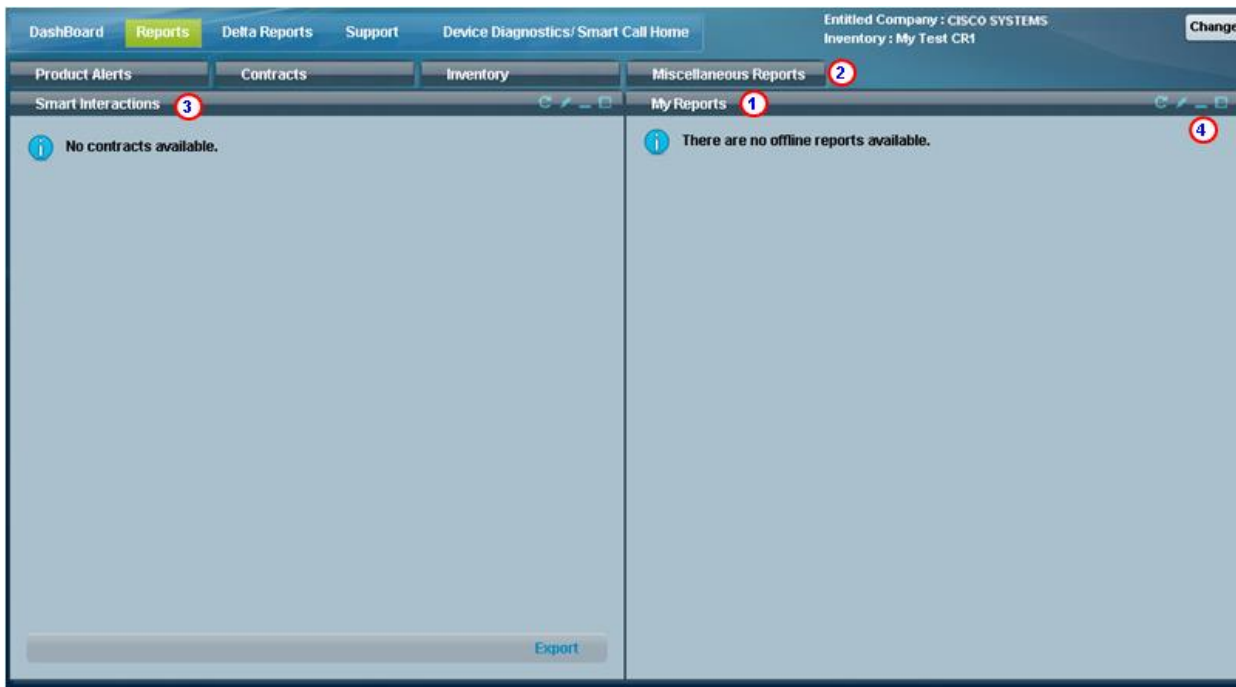 DashBoard Reports Delta Reports Support Device Diagnostics/ Smart Call Home
Entitled Company : CISCO SYSTEMS
Inventory : My Test CR1
Change
Product Alerts Contracts Inventory Miscellaneous Reports 2
Smart Interactions 3
My Reports 1
4
i No contracts available.
i There are no offline reports available.
Export